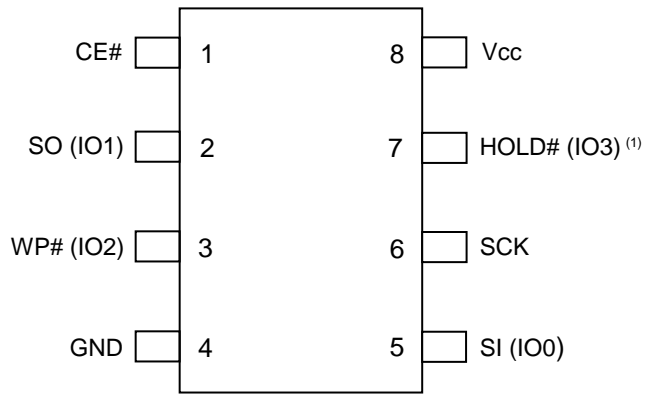 CE# 1 8 Vcc
SO (IO1) 2 7 HOLD# (IO3) (1)
WP# (IO2) 3 6 SCK
GND 4 5 SI (IO0)